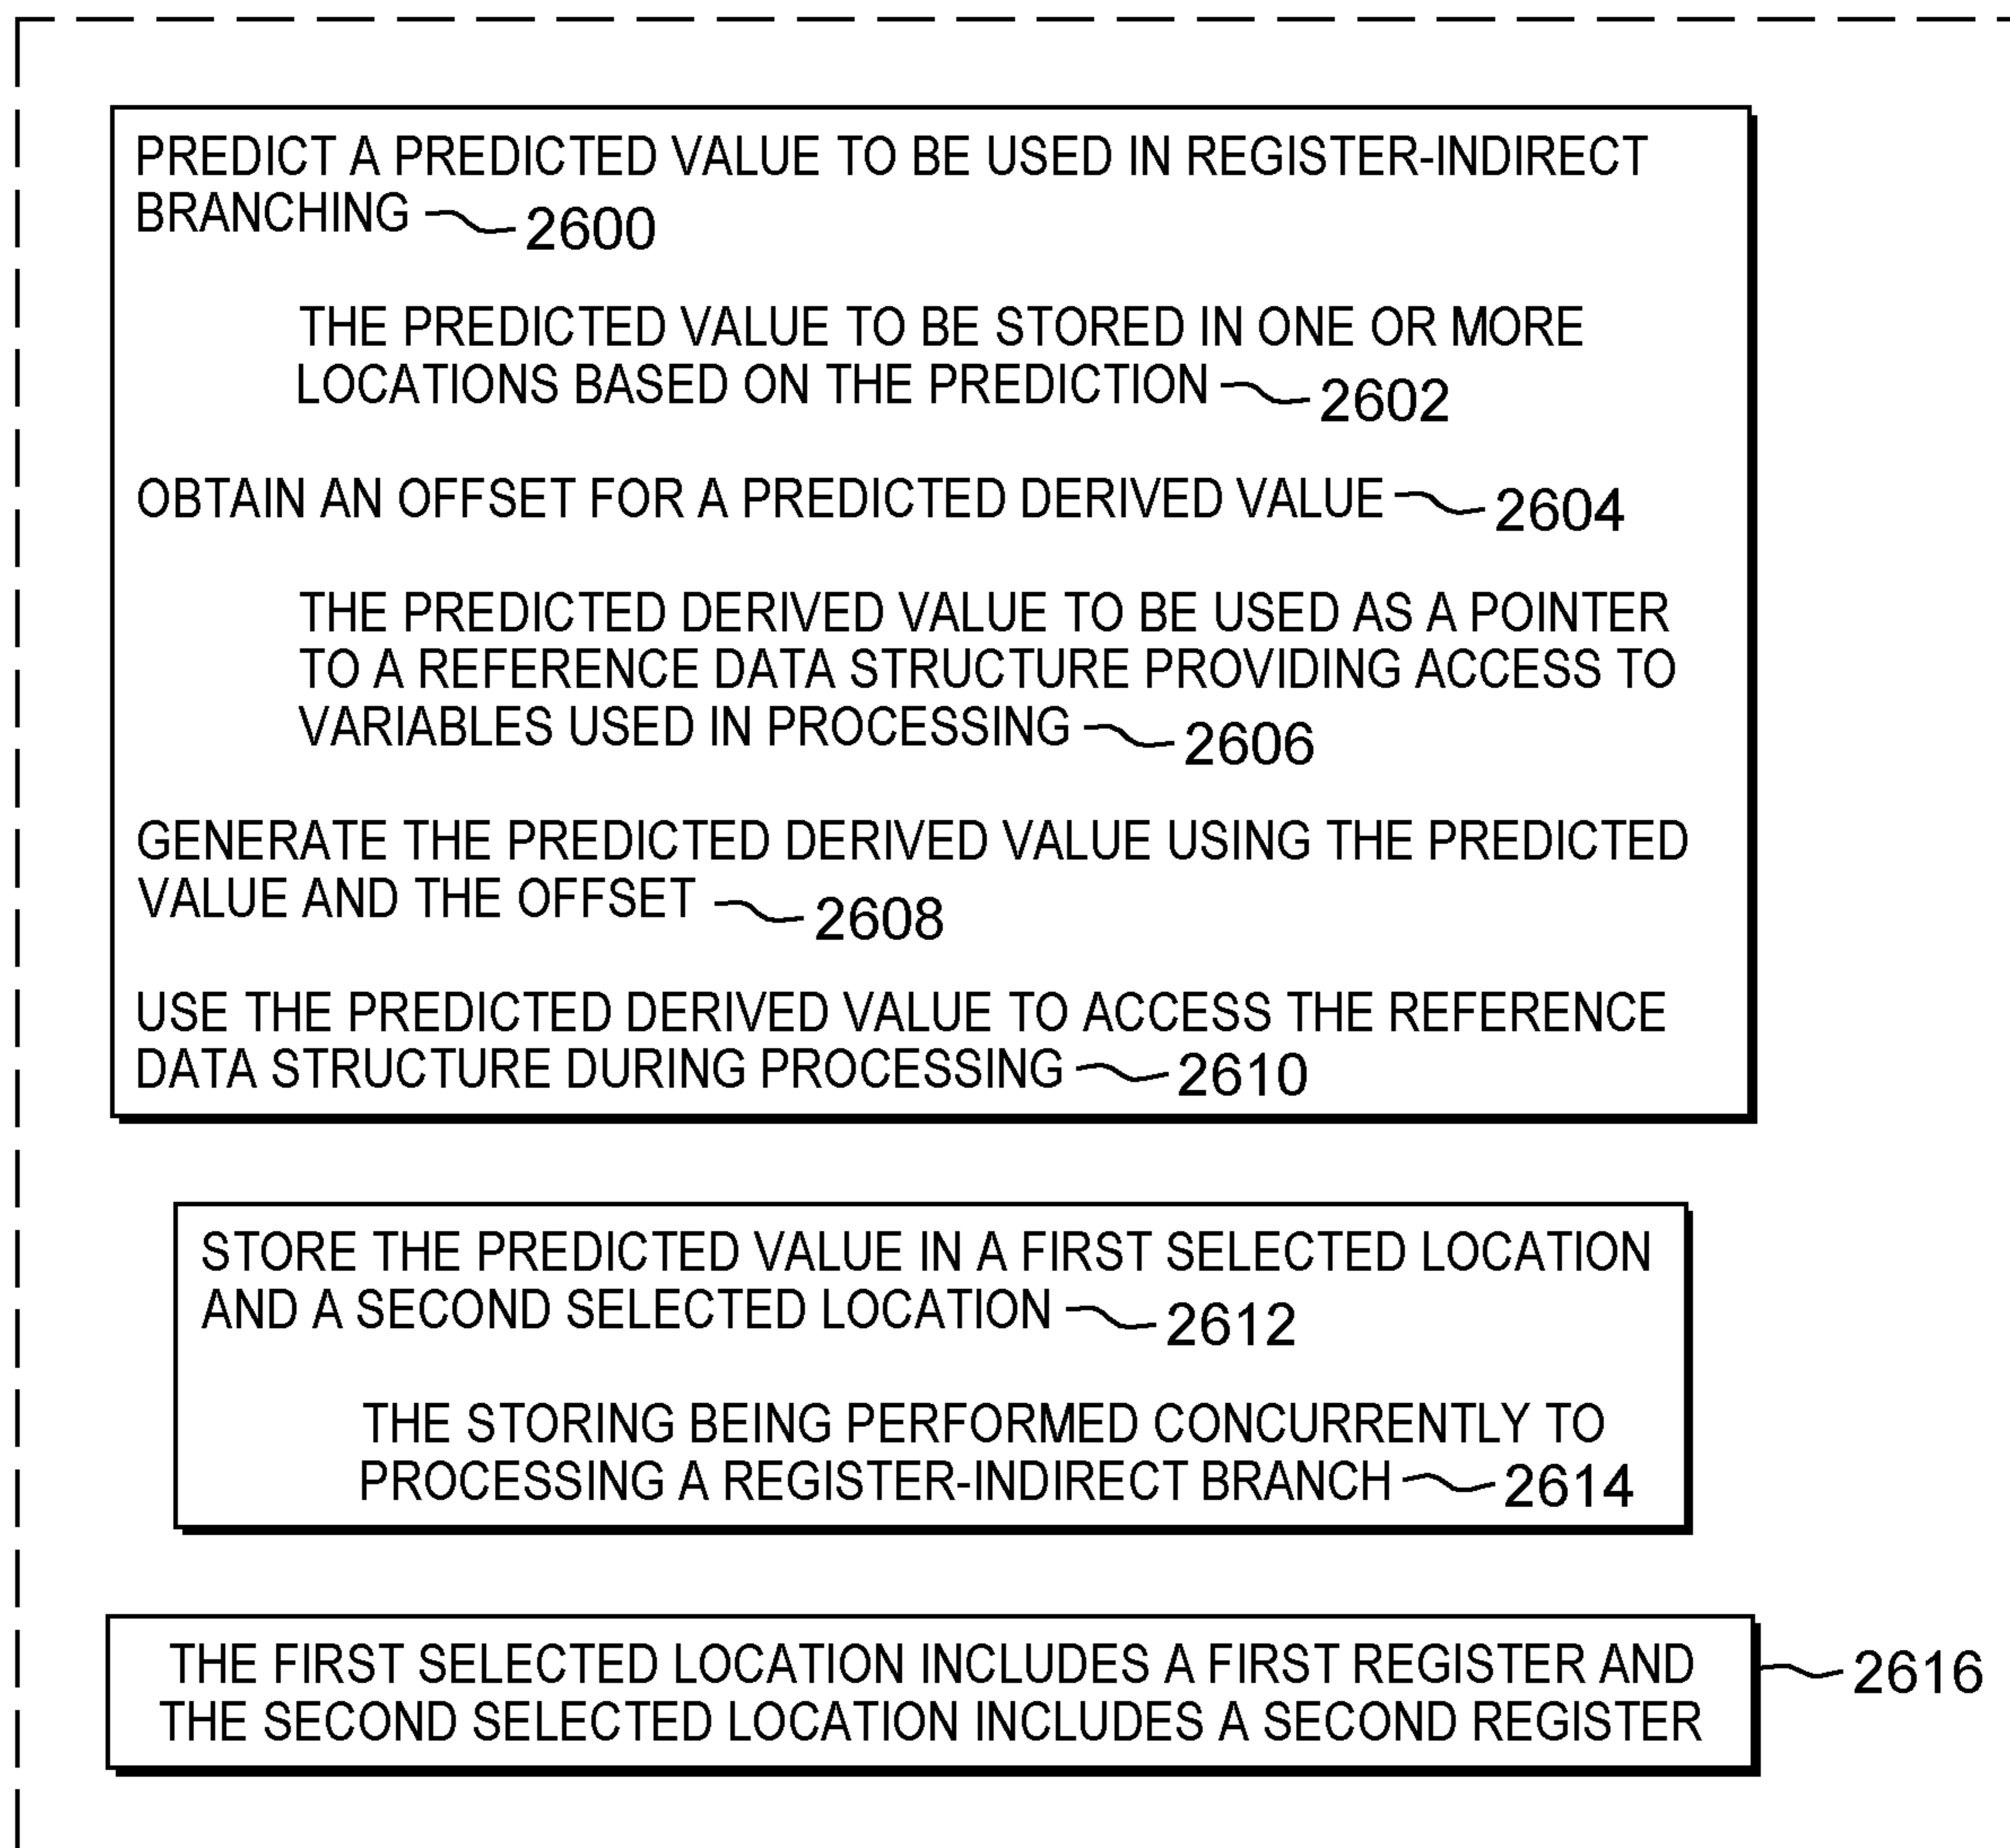 PREDICT A PREDICTED VALUE TO BE USED IN REGISTER-INDIRECT
BRANCHING 2600
THE PREDICTED VALUE TO BE STORED IN ONE OR MORE
LOCATIONS BASED ON THE PREDICTION 2602
OBTAIN AN OFFSET FOR A PREDICTED DERIVED VALUE 2604
THE PREDICTED DERIVED VALUE TO BE USED AS A POINTER
TO A REFERENCE DATA STRUCTURE PROVIDING ACCESS TO
VARIABLES USED IN PROCESSING 2606
GENERATE THE PREDICTED DERIVED VALUE USING THE PREDICTED
VALUE AND THE OFFSET 2608
USE THE PREDICTED DERIVED VALUE TO ACCESS THE REFERENCE
DATA STRUCTURE DURING PROCESSING 2610
STORE THE PREDICTED VALUE IN A FIRST SELECTED LOCATION
AND A SECOND SELECTED LOCATION 2612
THE STORING BEING PERFORMED CONCURRENTLY TO
PROCESSING A REGISTER-INDIRECT BRANCH 2614
THE FIRST SELECTED LOCATION INCLUDES A FIRST REGISTER AND
THE SECOND SELECTED LOCATION INCLUDES A SECOND REGISTER
2616